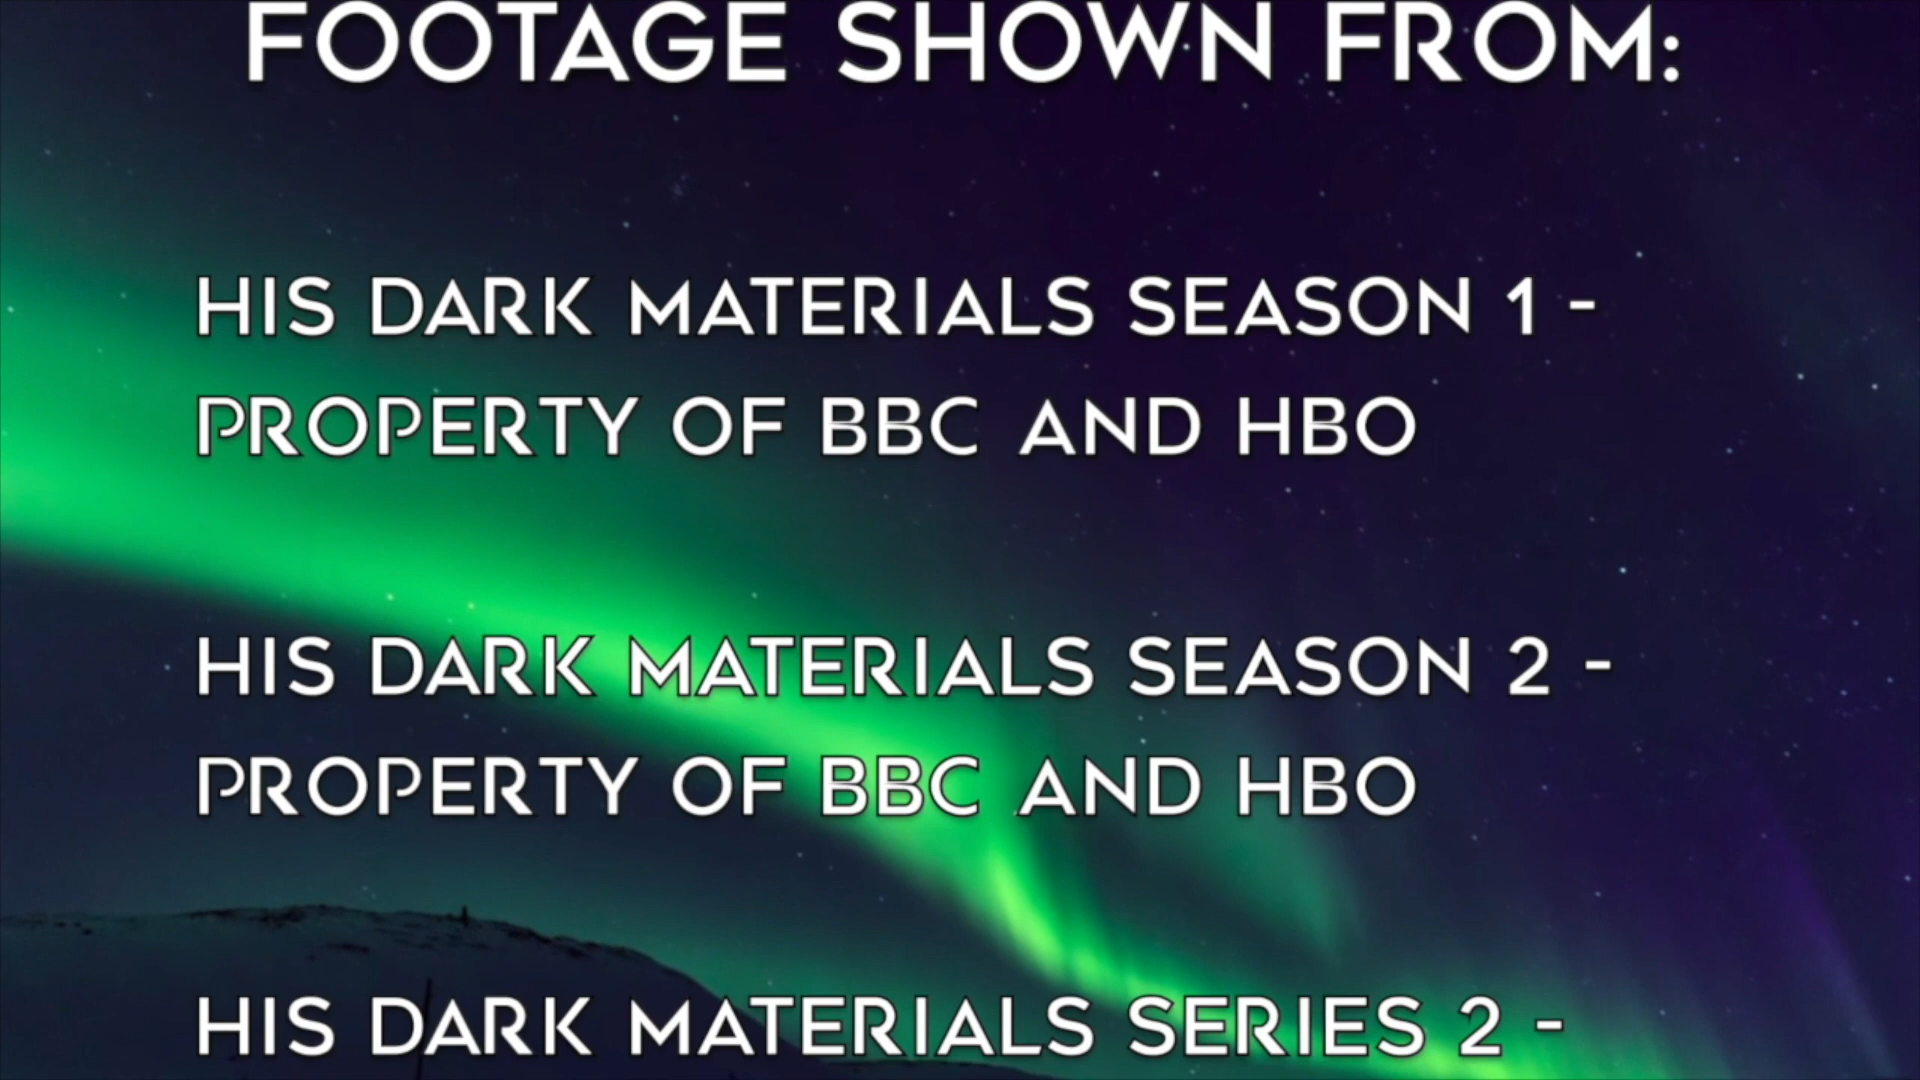 FOOTAGE SHOWN FROM:
HIS DARK MATERIALS SEASON 1 -
PROPERTY OF BBC AND HBO
HIS DARK MATERIALS SEASON 2 -
PROPERTY OF BBC AND HBO
HIS DARK MATERIALS SERIES 2 -